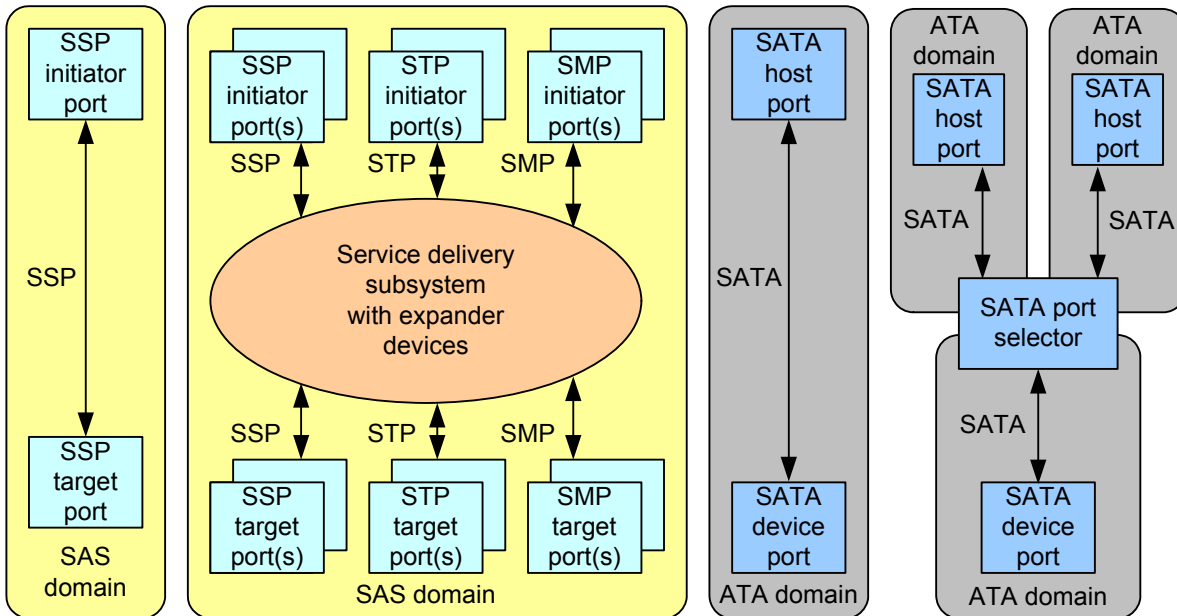 SSP
initiator
port
SSP
SSP
target
port
SAS
domain
SSP
initiator
port(s)
STP
initiator
port(s)
SMP
initiator
port(s)
SSP
STP
SMP
Service delivery
subsystem
with expander
devices
SSP
STP
SMP
SSP
target
port(s)
STP
target
port(s)
SMP
target
port(s)
SAS domain
SATA
host
port
SATA
SATA
device
port
ATA domain
ATA
domain
SATA
host
port
SATA
ATA
domain
SATA
host
port
SATA
SATA port
selector
SATA
SATA
device
port
ATA domain